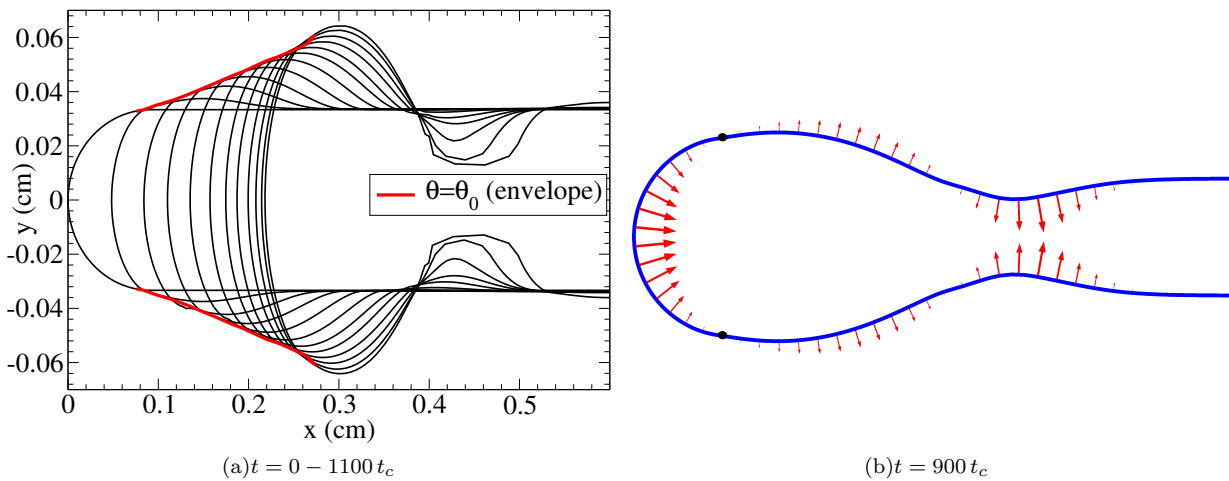 0.06
0.04
0.02
0
-0.02
-0.04
-0.06
y (cm)
θ=θ0 (envelope)
0 0.1 0.2 0.3 0.4 0.5
x (cm)
(a)t = 0 − 1100 tc
(b)t = 900 tc